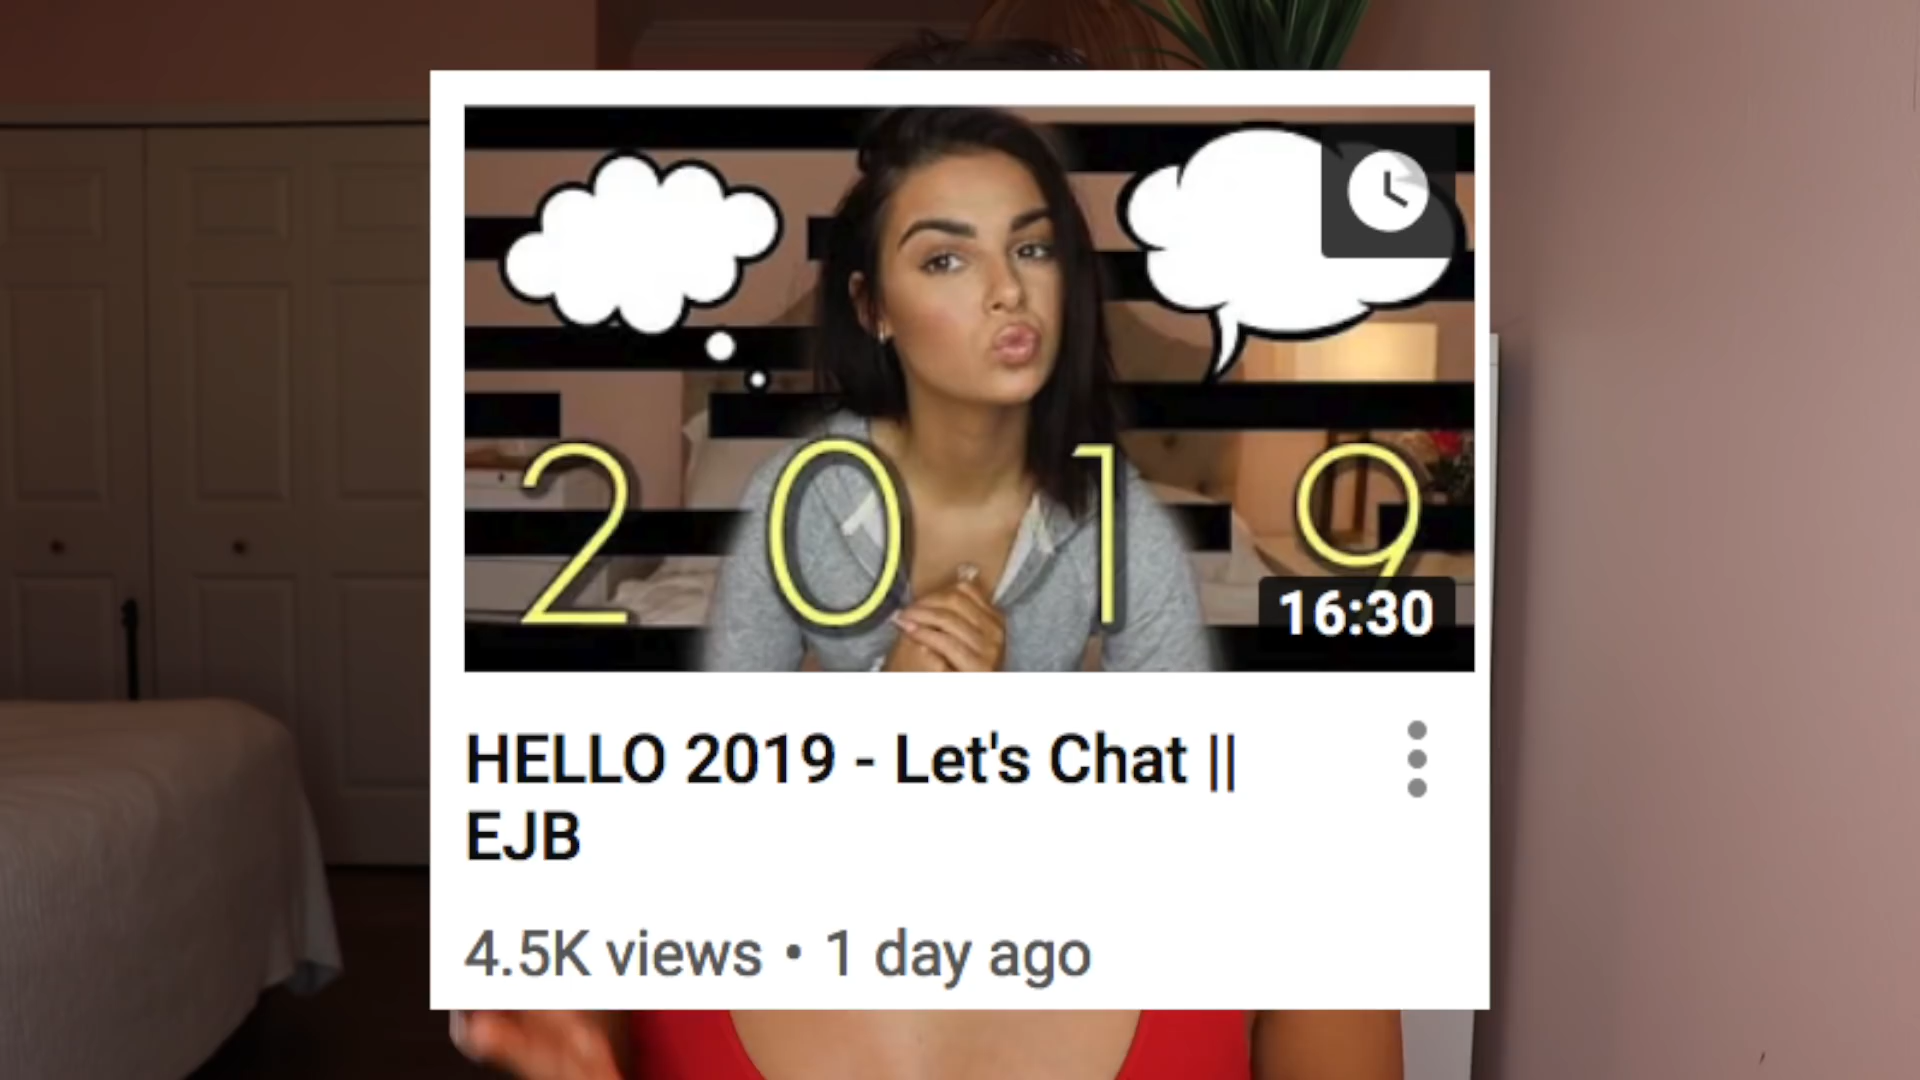 2019
16:30
HELLO 2019 - Let's Chat ||
EJB
4.5K views • 1 day ago